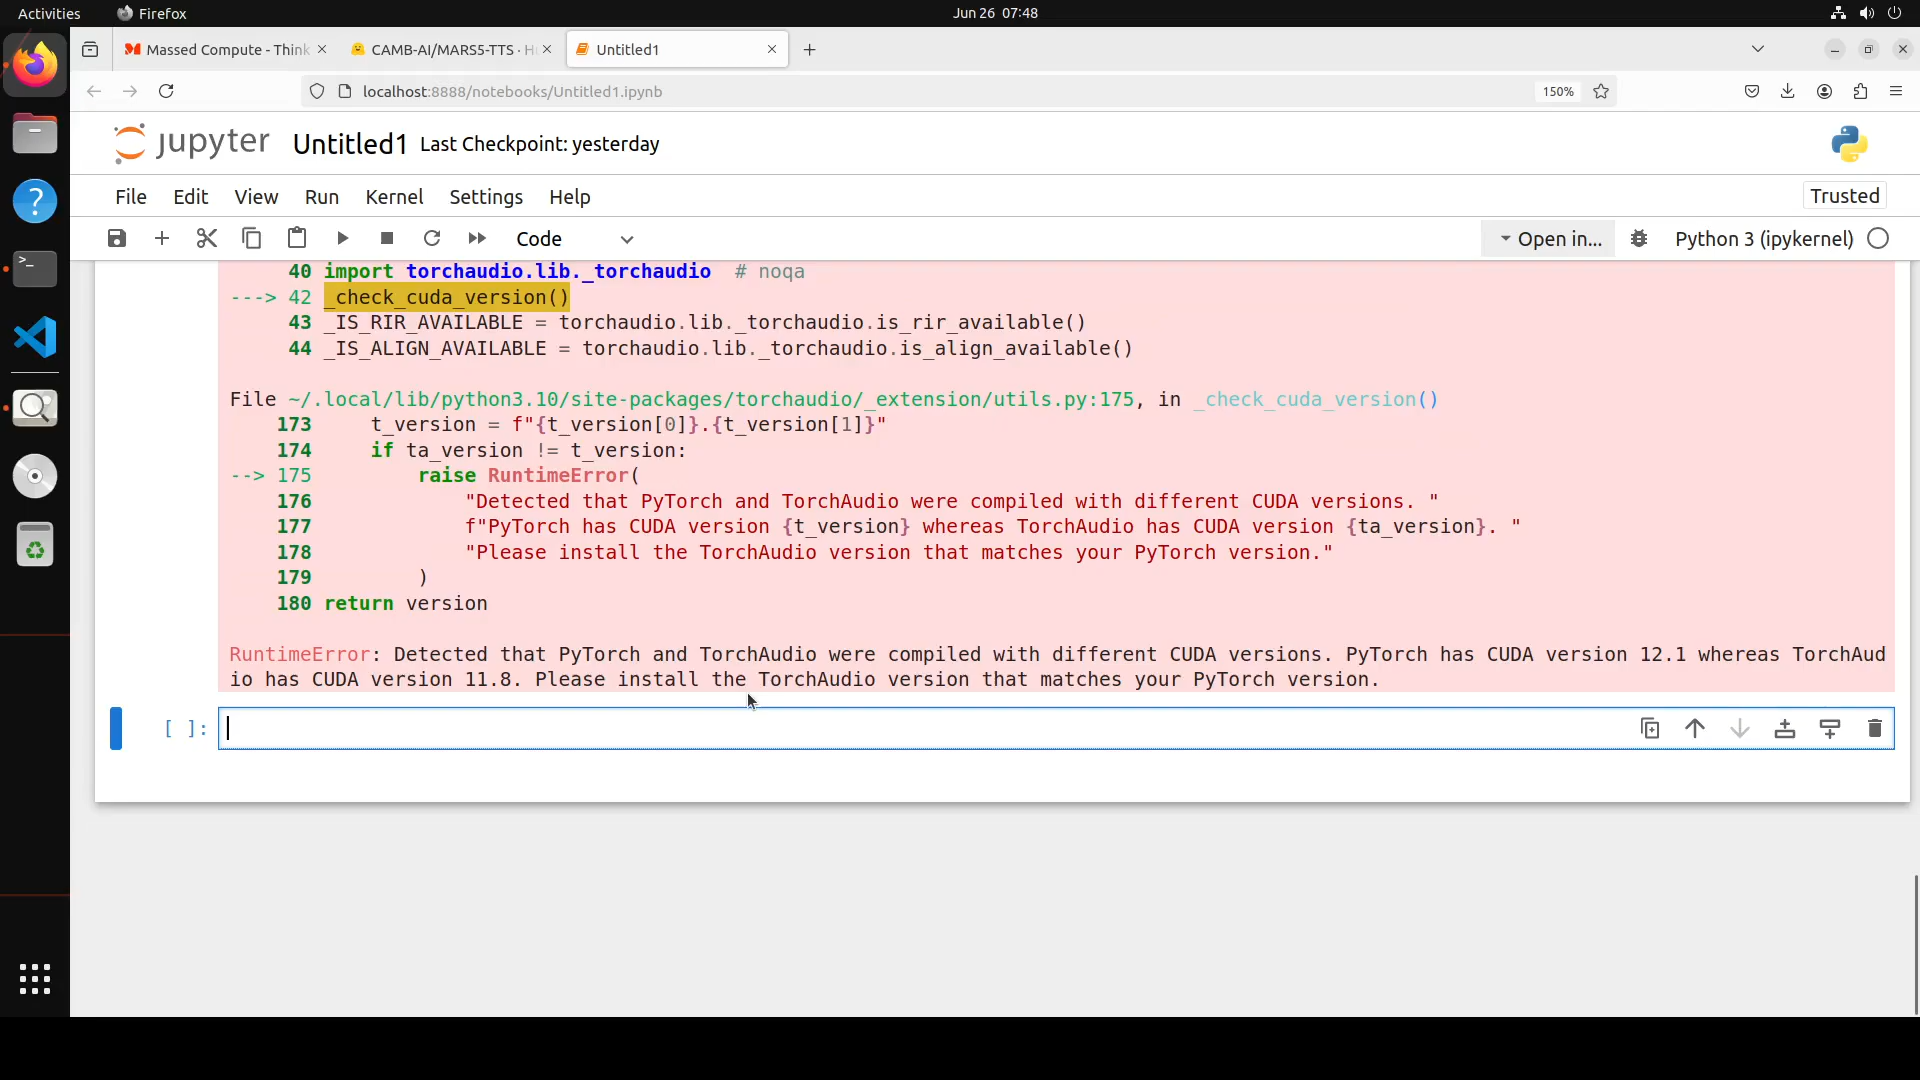 Activities Firefox Jun 26 07:48
Massed Compute - Think CAMB-AI/MARS5-TTS · H Untitled1
localhost:8888/notebooks/Untitled1.ipynb 150%
jupyter Untitled1 Last Checkpoint: yesterday
File Edit View Run Kernel Settings Help Trusted
Code Open in... Python 3 (ipykernel)
40 import torchaudio.lib._torchaudio # noqa
---> 42 _check_cuda_version()
43 _IS_RIR_AVAILABLE = torchaudio.lib._torchaudio.is_rir_available()
44 _IS_ALIGN_AVAILABLE = torchaudio.lib._torchaudio.is_align_available()
File ~/.local/lib/python3.10/site-packages/torchaudio/_extension/utils.py:175, in _check_cuda_version()
173 t_version = f"{t_version[0]}.{t_version[1]}"
174 if ta_version != t_version:
--> 175 raise RuntimeError(
176 "Detected that PyTorch and TorchAudio were compiled with different CUDA versions. "
177 f"PyTorch has CUDA version {t_version} whereas TorchAudio has CUDA version {ta_version}. "
178 "Please install the TorchAudio version that matches your PyTorch version."
179 )
180 return version
RuntimeError: Detected that PyTorch and TorchAudio were compiled with different CUDA versions. PyTorch has CUDA version 12.1 whereas TorchAud
io has CUDA version 11.8. Please install the TorchAudio version that matches your PyTorch version.
[ ]: